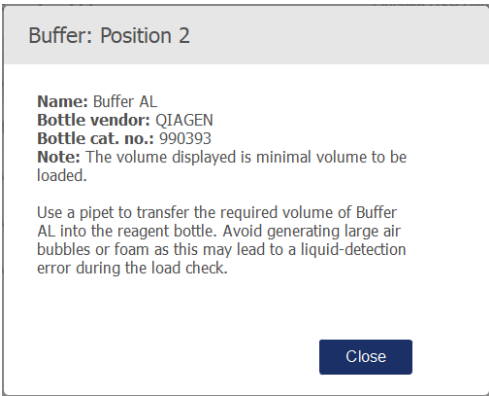 Buffer: Position 2
Name: Buffer AL
Bottle vendor: QIAGEN
Bottle cat. no.: 990393
Note: The volume displayed is minimal volume to be
loaded.
Use a pipet to transfer the required volume of Buffer
AL into the reagent bottle. Avoid generating large air
bubbles or foam as this may lead to a liquid-detection
error during the load check.
Close